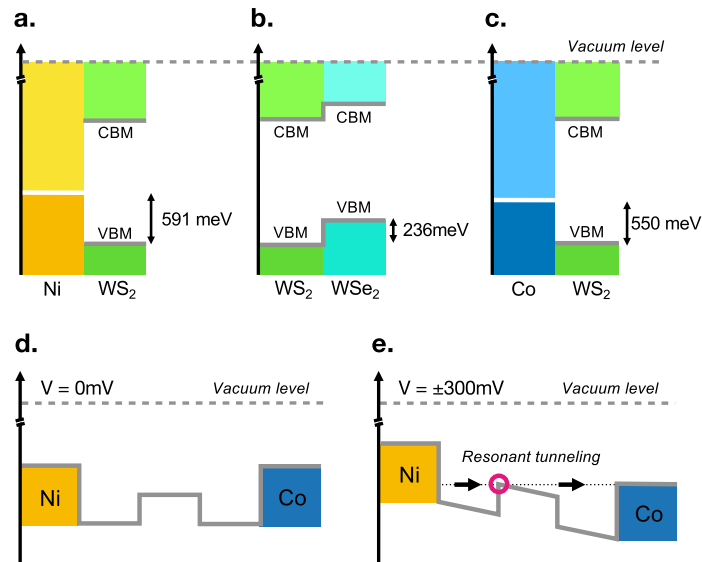 a.
b.
c.
Vacuum level
CBM
CBM
CBM
VBM
591 meV
VBM
VBM
236meV
VBM
550 meV
Ni
WS₂
WS₂
WSe₂
Co
WS₂
d.
e.
V = 0mV
Vacuum level
V = ±300mV
Vacuum level
Ni
Co
Ni
Resonant tunneling
Co